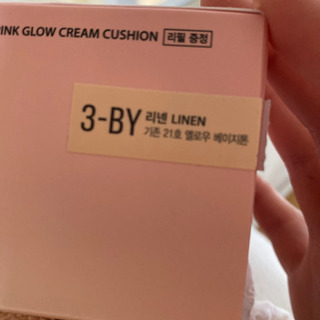 PINK GLOW CREAM CUSHION 리필 증정
3-BY 리넨 LINEN
기존 21호 옐로우 베이지톤